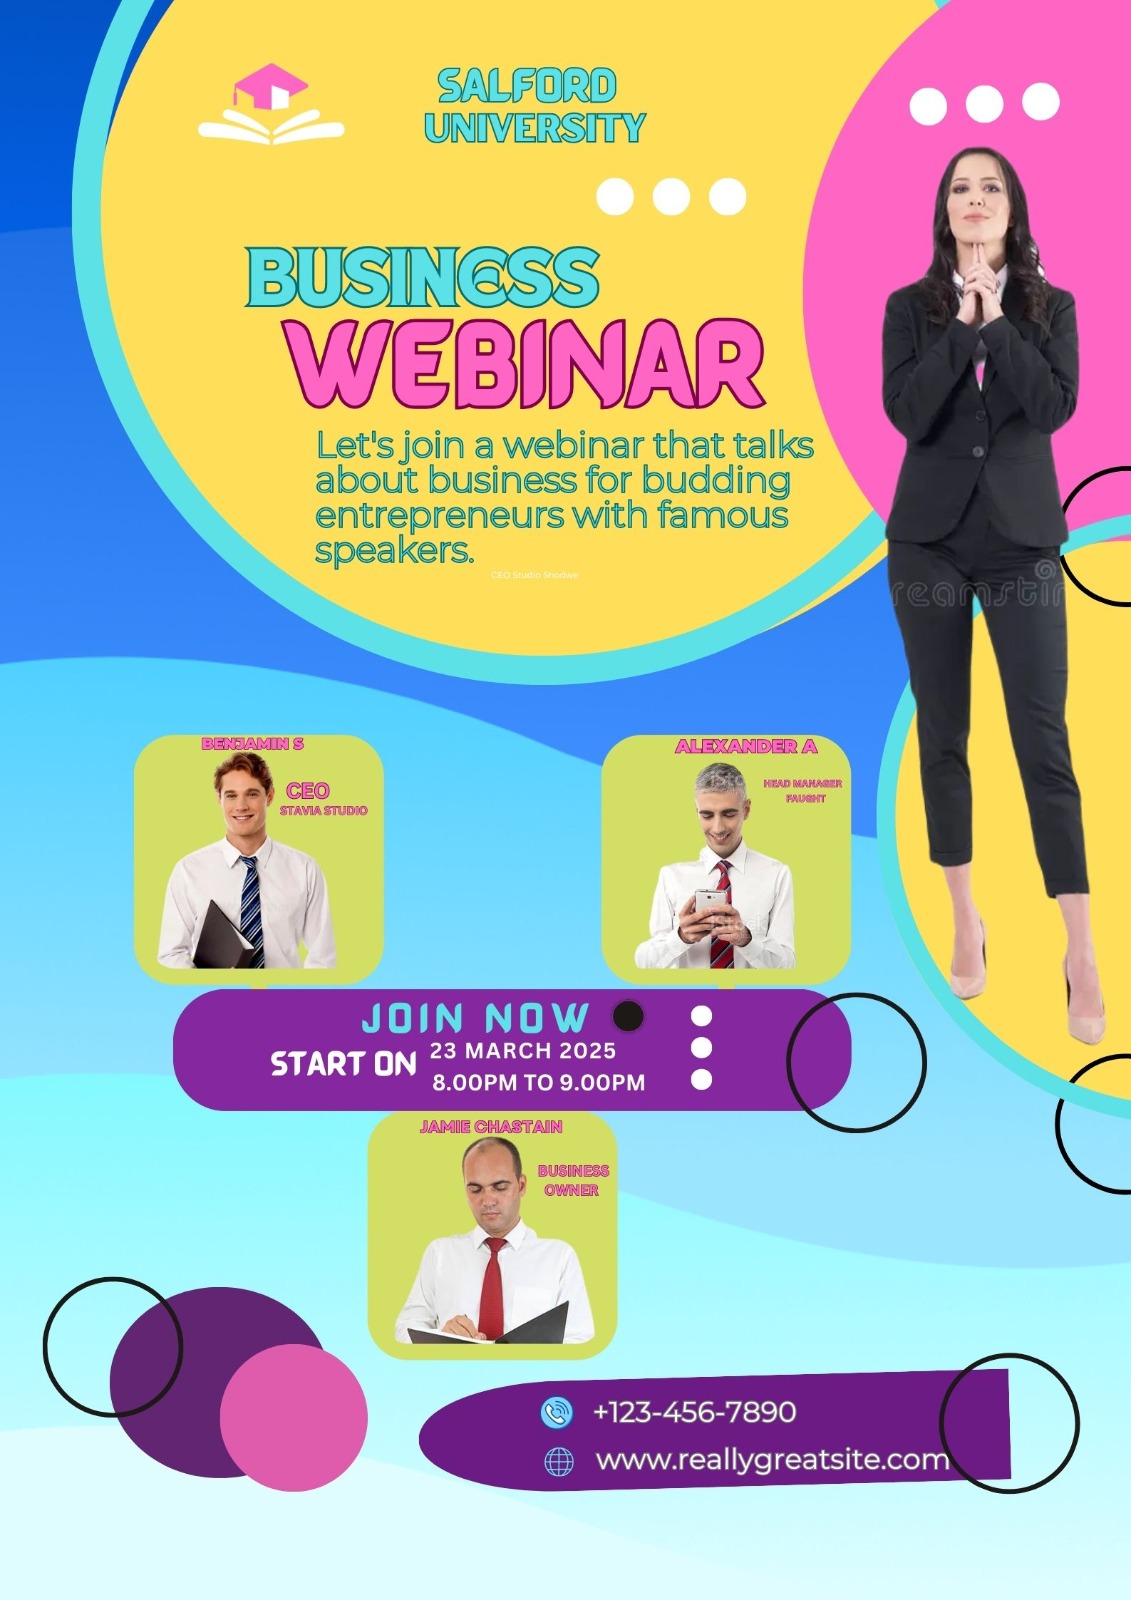 SALFORD
UNIVERSITY
BUSINESS
WEBINAR
Let's join a webinar that talks
about business for budding
entrepreneurs with famous
speakers.
CEO Studio Shodwe
reamstim
BENJAMIN S
CEO
STAVIA STUDIO
ALEXANDER A
HEAD MANAGER
FAUGHT
iStock
JOIN NOW
START ON
23 MARCH 2025
8.00PM TO 9.00PM
JAMIE CHASTAIN
BUSINESS
OWNER
+123-456-7890
www.reallygreatsite.com